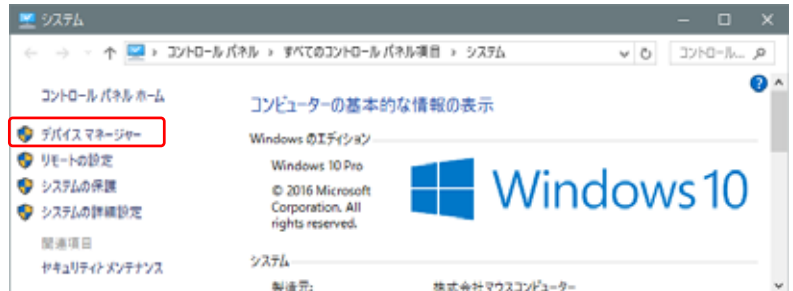 システム
コントロール パネル › すべてのコントロール パネル項目 › システム
コントロール... 
コントロール パネル ホーム
デバイス マネージャー
リモートの設定
システムの保護
システムの詳細設定
関連項目
セキュリティとメンテナンス
?
コンピューターの基本的な情報の表示
Windows のエディション
Windows 10 Pro
© 2016 Microsoft
Corporation. All
rights reserved.
Windows 10
システム
製造元: 株式会社マウスコンピューター